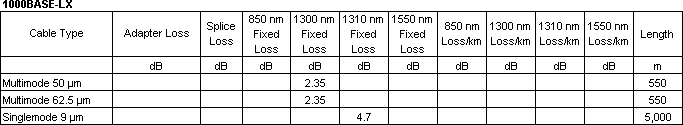 1000BASE-LX
Cable Type Adapter Loss Splice Loss 850 nm Fixed Loss 1300 nm Fixed Loss 1310 nm Fixed Loss 1550 nm Fixed Loss 850 nm Loss/km 1300 nm Loss/km 1310 nm Loss/km 1550 nm Loss/km Length
dB dB dB dB dB dB dB dB dB dB m
Multimode 50 µm 2.35 550
Multimode 62.5 µm 2.35 550
Singlemode 9 µm 4.7 5,000